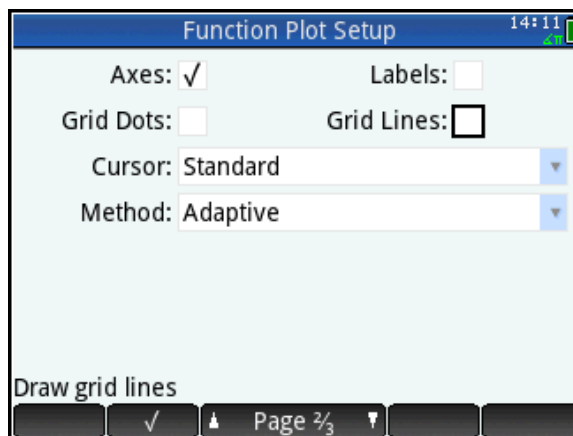 Function Plot Setup 14:11
∡π
Axes: ✓ Labels:
Grid Dots: Grid Lines:
Cursor: Standard
Method: Adaptive
Draw grid lines
✓ Page ⅔